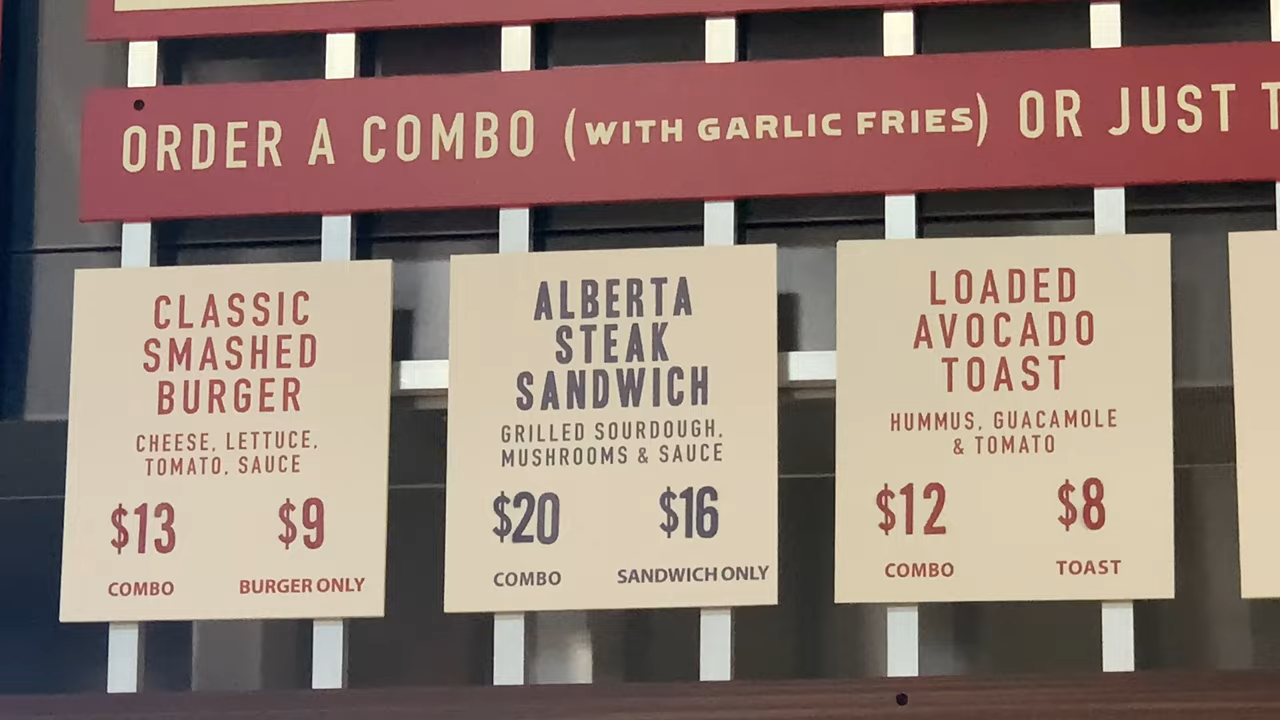 ORDER A COMBO (WITH GARLIC FRIES) OR JUST
CLASSIC
SMASHED
BURGER
CHEESE, LETTUCE,
TOMATO, SAUCE
$13 $9
COMBO BURGER ONLY
ALBERTA
STEAK
SANDWICH
GRILLED SOURDOUGH,
MUSHROOMS & SAUCE
$20 $16
COMBO SANDWICH ONLY
LOADED
AVOCADO
TOAST
HUMMUS, GUACAMOLE
& TOMATO
$12 $8
COMBO TOAST